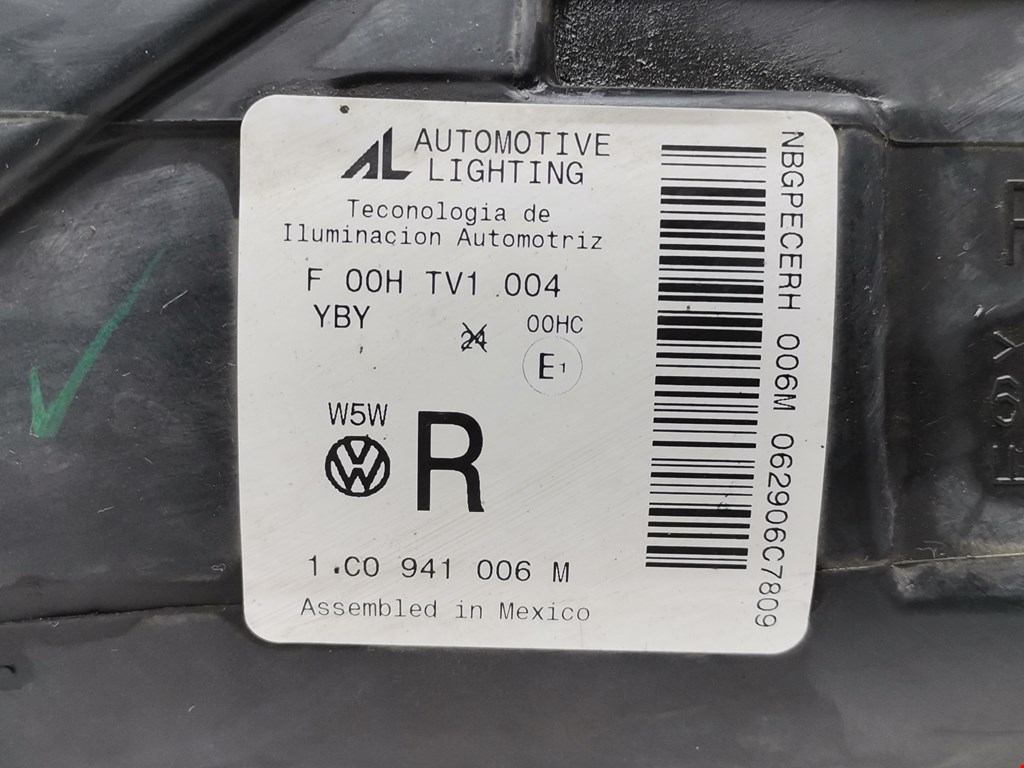 AL AUTOMOTIVE
LIGHTING
Teconologia de
Iluminacion Automotriz
F 00H TV1 004
YBY
24
00HC
E1
W5W
R
1.C0 941 006 M
Assembled in Mexico
NBGPECERH 006M 062906C7809